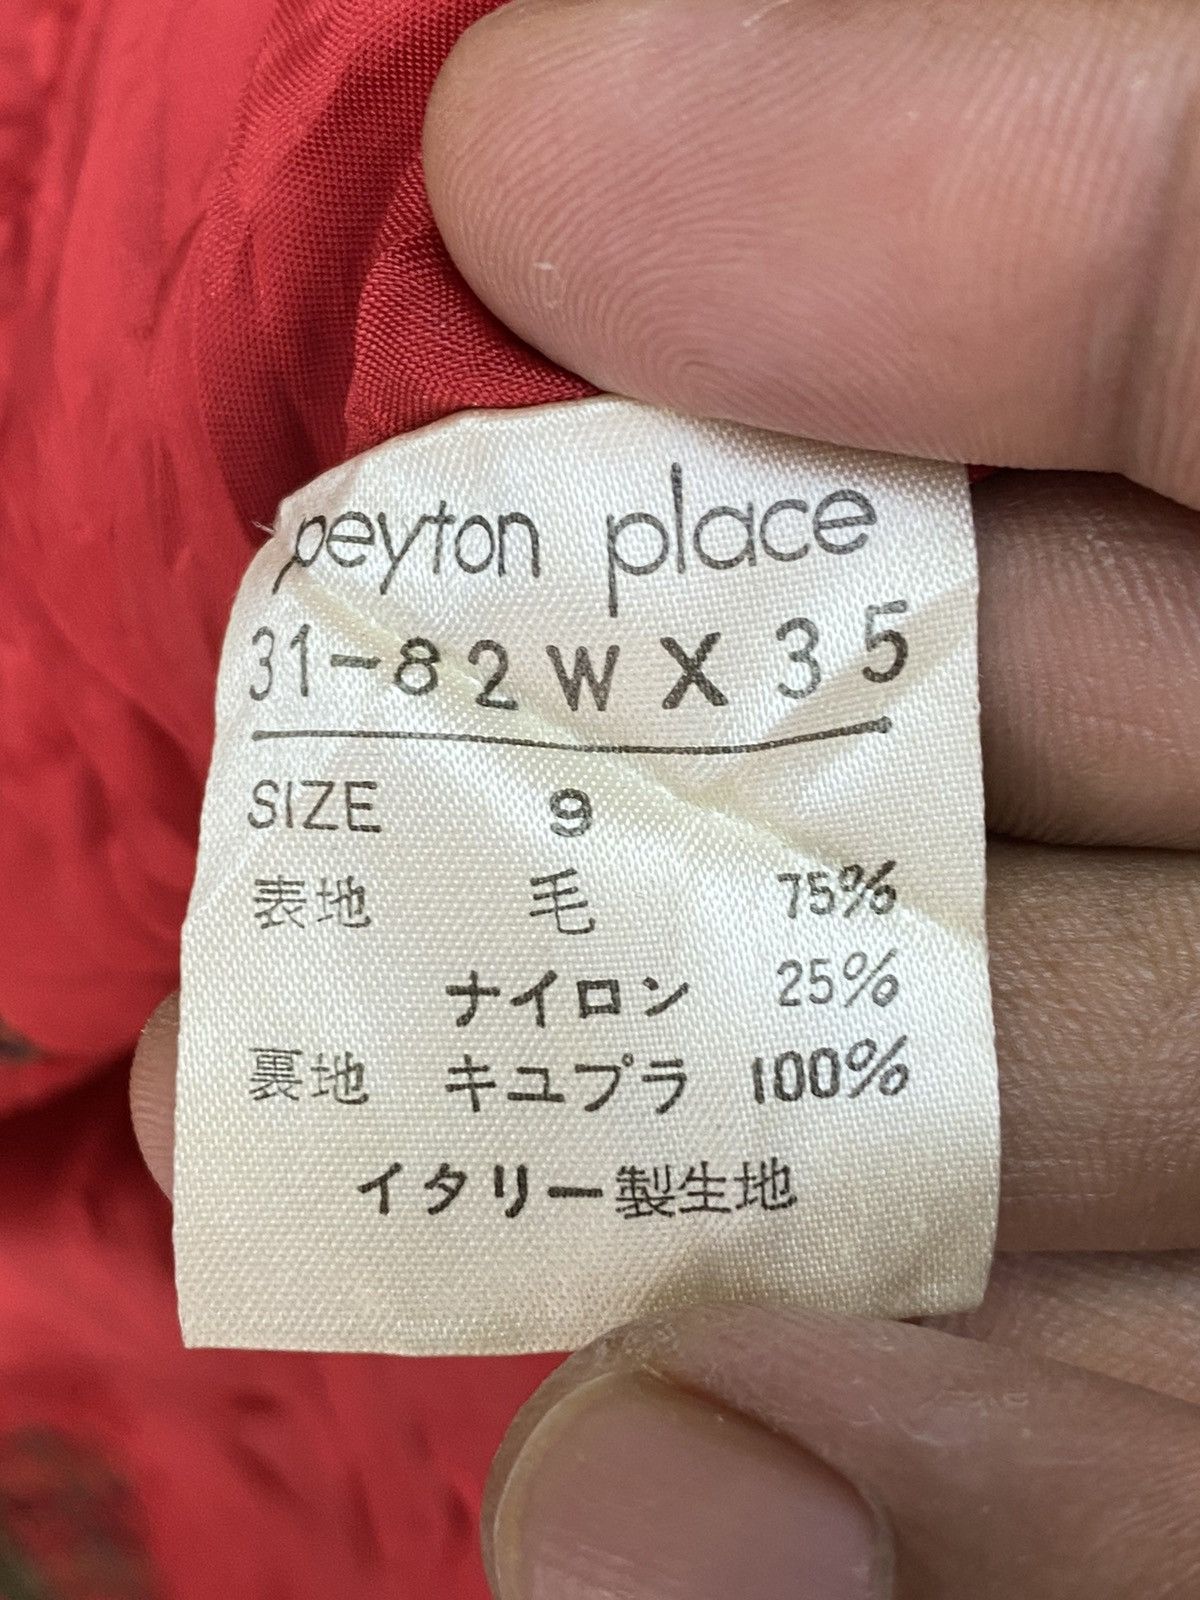 peyton place
31-82WX35
SIZE 9
表地 毛 75%
ナイロン 25%
裏地 キユプラ 100%
イタリー製生地